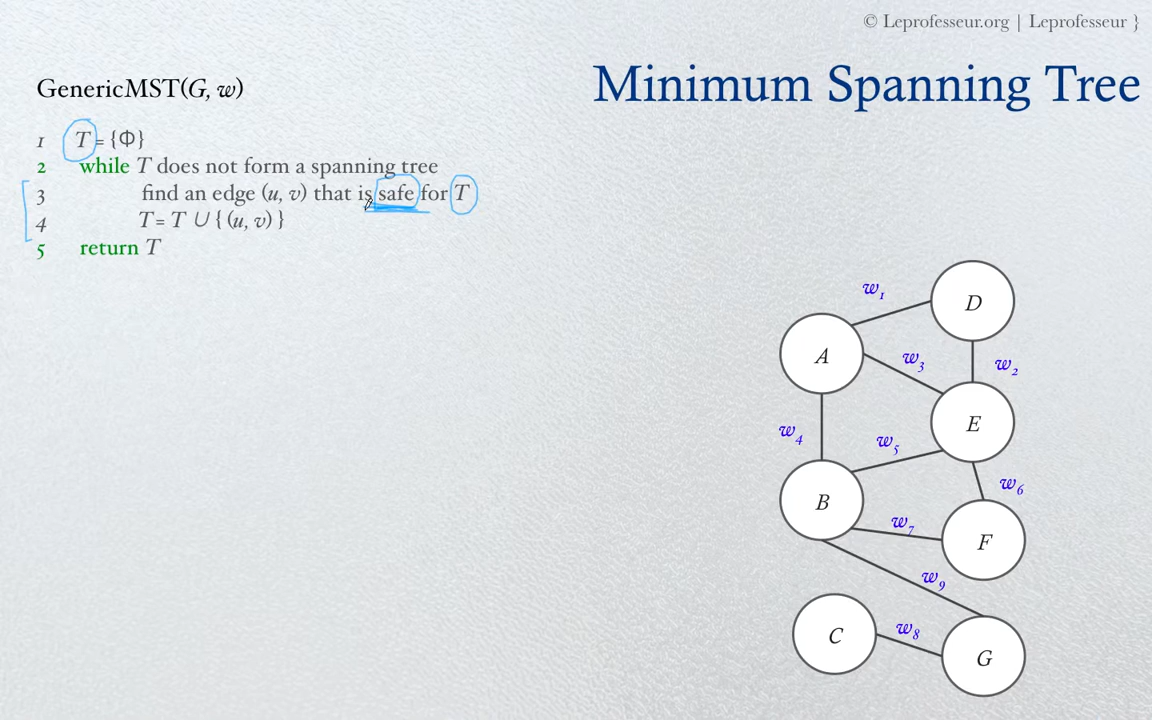 © Leprofesseur.org | Leprofesseur }
Minimum Spanning Tree
GenericMST(G, w)
1 T = {Φ}
2 while T does not form a spanning tree
3 find an edge (u, v) that is safe for T
4 T = T ∪ { (u, v) }
5 return T
w₁
D
A
w₃
w₂
E
w₄
w₅
w₆
B
w₇
F
w₉
C
w₈
G